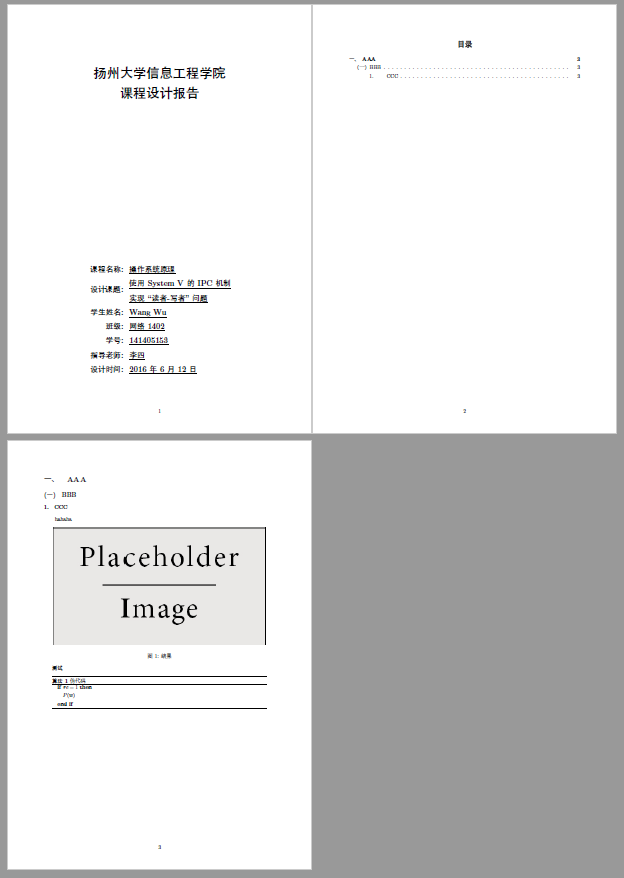 扬州大学信息工程学院
课程设计报告
课程名称: 操作系统原理
设计课题: 使用 System V 的 IPC 机制
实现 “读者-写者” 问题
学生姓名: Wang Wu
班级: 网络 1402
学号: 141405153
指导老师: 李四
设计时间: 2016 年 6 月 12 日
1
目录
一、 AAA 3
(一) BBB . . . . . . . . . . . . . . . . . . . . . . . . . . . . . . . . . . . . . . . . . . 3
1. CCC . . . . . . . . . . . . . . . . . . . . . . . . . . . . . . . . . . . . . . 3
2
一、 AAA
(一) BBB
1. CCC
hahaha
Placeholder
Image
图 1: 结果
测试
算法 1 伪代码
if rc = 1 then
P(w)
end if
3